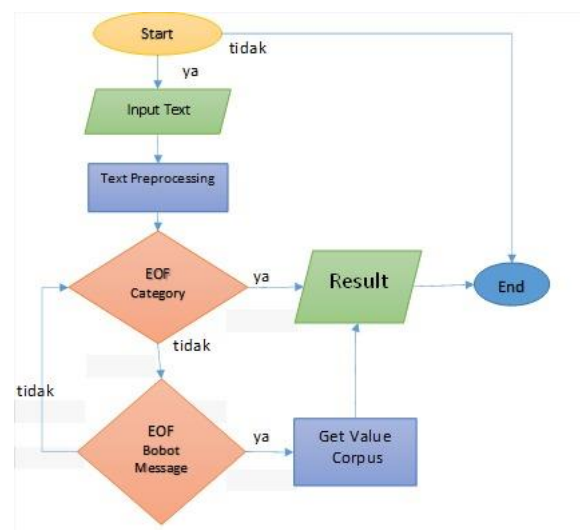 Start
tidak
ya
Input Text
Text Preprocessing
EOF
Category
ya
Result
End
tidak
tidak
EOF
Bobot
Message
ya
Get Value
Corpus